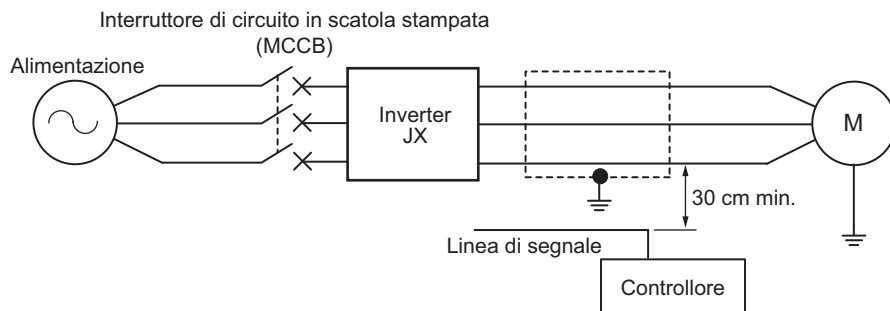 Interruttore di circuito in scatola stampata
(MCCB)
Alimentazione
Inverter
JX
M
30 cm min.
Linea di segnale
Controllore